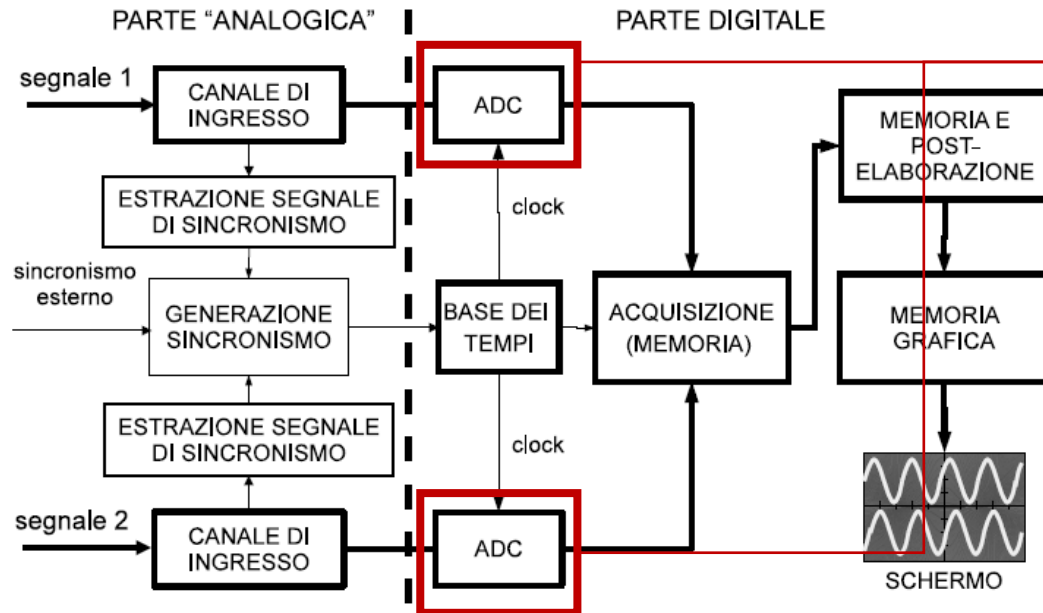 PARTE “ANALOGICA”
PARTE DIGITALE
segnale 1
CANALE DI
INGRESSO
ADC
MEMORIA E
POST–
ELABORAZIONE
ESTRAZIONE SEGNALE
DI SINCRONISMO
clock
sincronismo
esterno
GENERAZIONE
SINCRONISMO
BASE DEI
TEMPI
ACQUISIZIONE
(MEMORIA)
MEMORIA
GRAFICA
ESTRAZIONE SEGNALE
DI SINCRONISMO
clock
segnale 2
CANALE DI
INGRESSO
ADC
SCHERMO